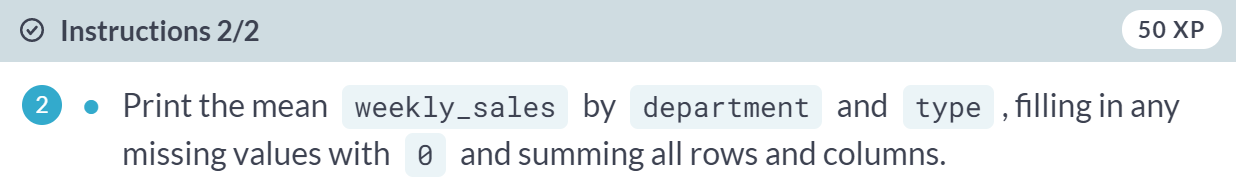 Instructions 2/2 50 XP
2 Print the mean weekly_sales by department and type , filling in any
missing values with 0 and summing all rows and columns.